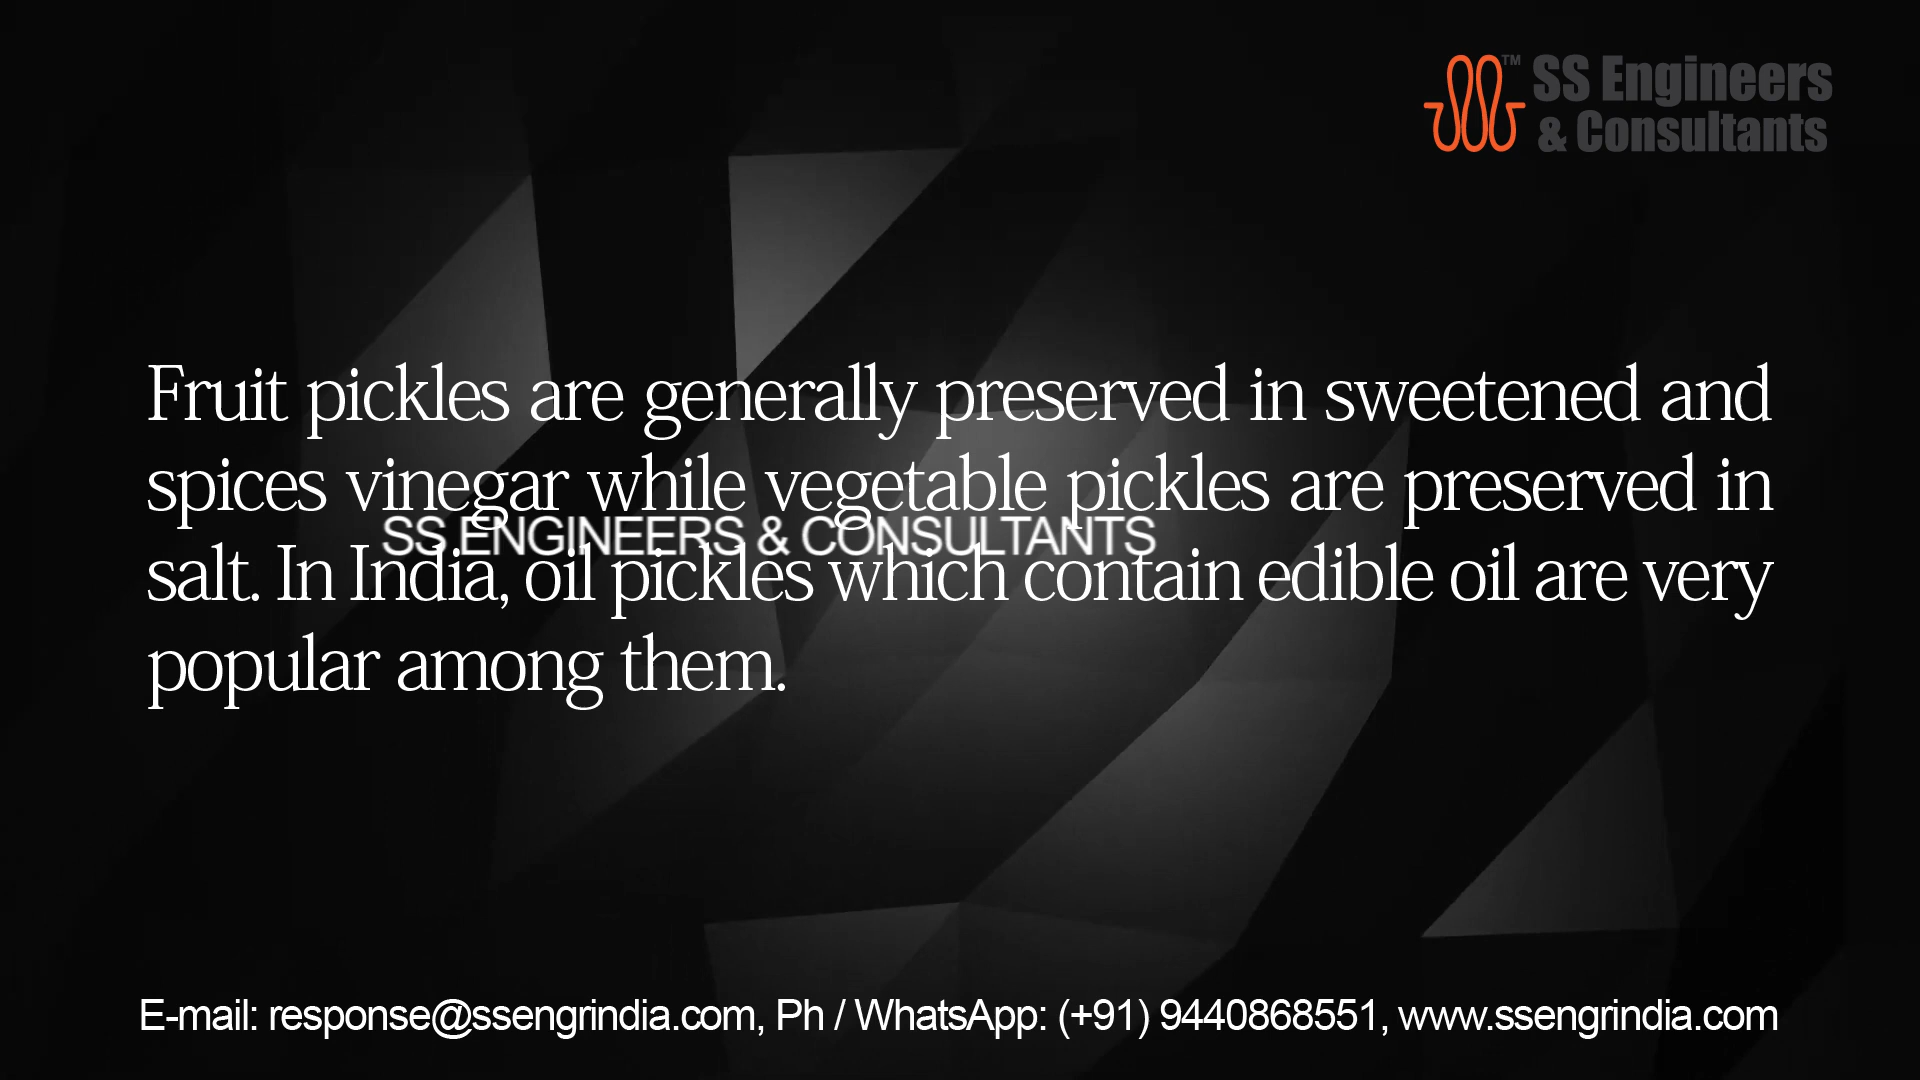 TM
SS Engineers
& Consultants
Fruit pickles are generally preserved in sweetened and
spices vinegar while vegetable pickles are preserved in
SS ENGINEERS & CONSULTANTS
salt. In India, oil pickles which contain edible oil are very
popular among them.
E-mail: response@ssengrindia.com, Ph / WhatsApp: (+91) 9440868551, www.ssengrindia.com